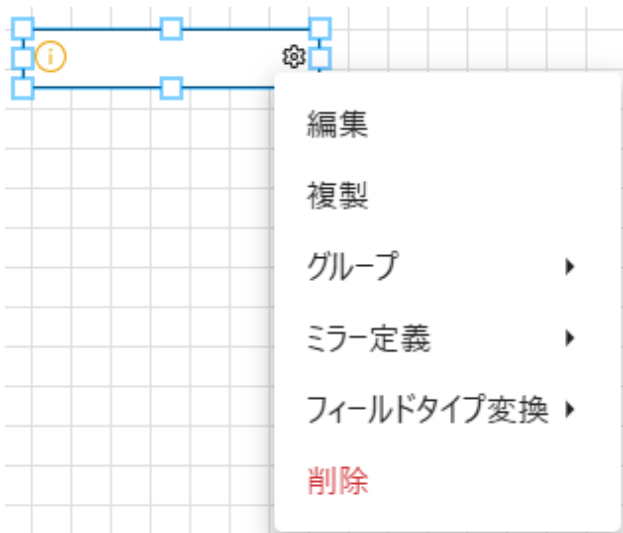 編集
複製
グループ
ミラー定義
フィールドタイプ変換
削除